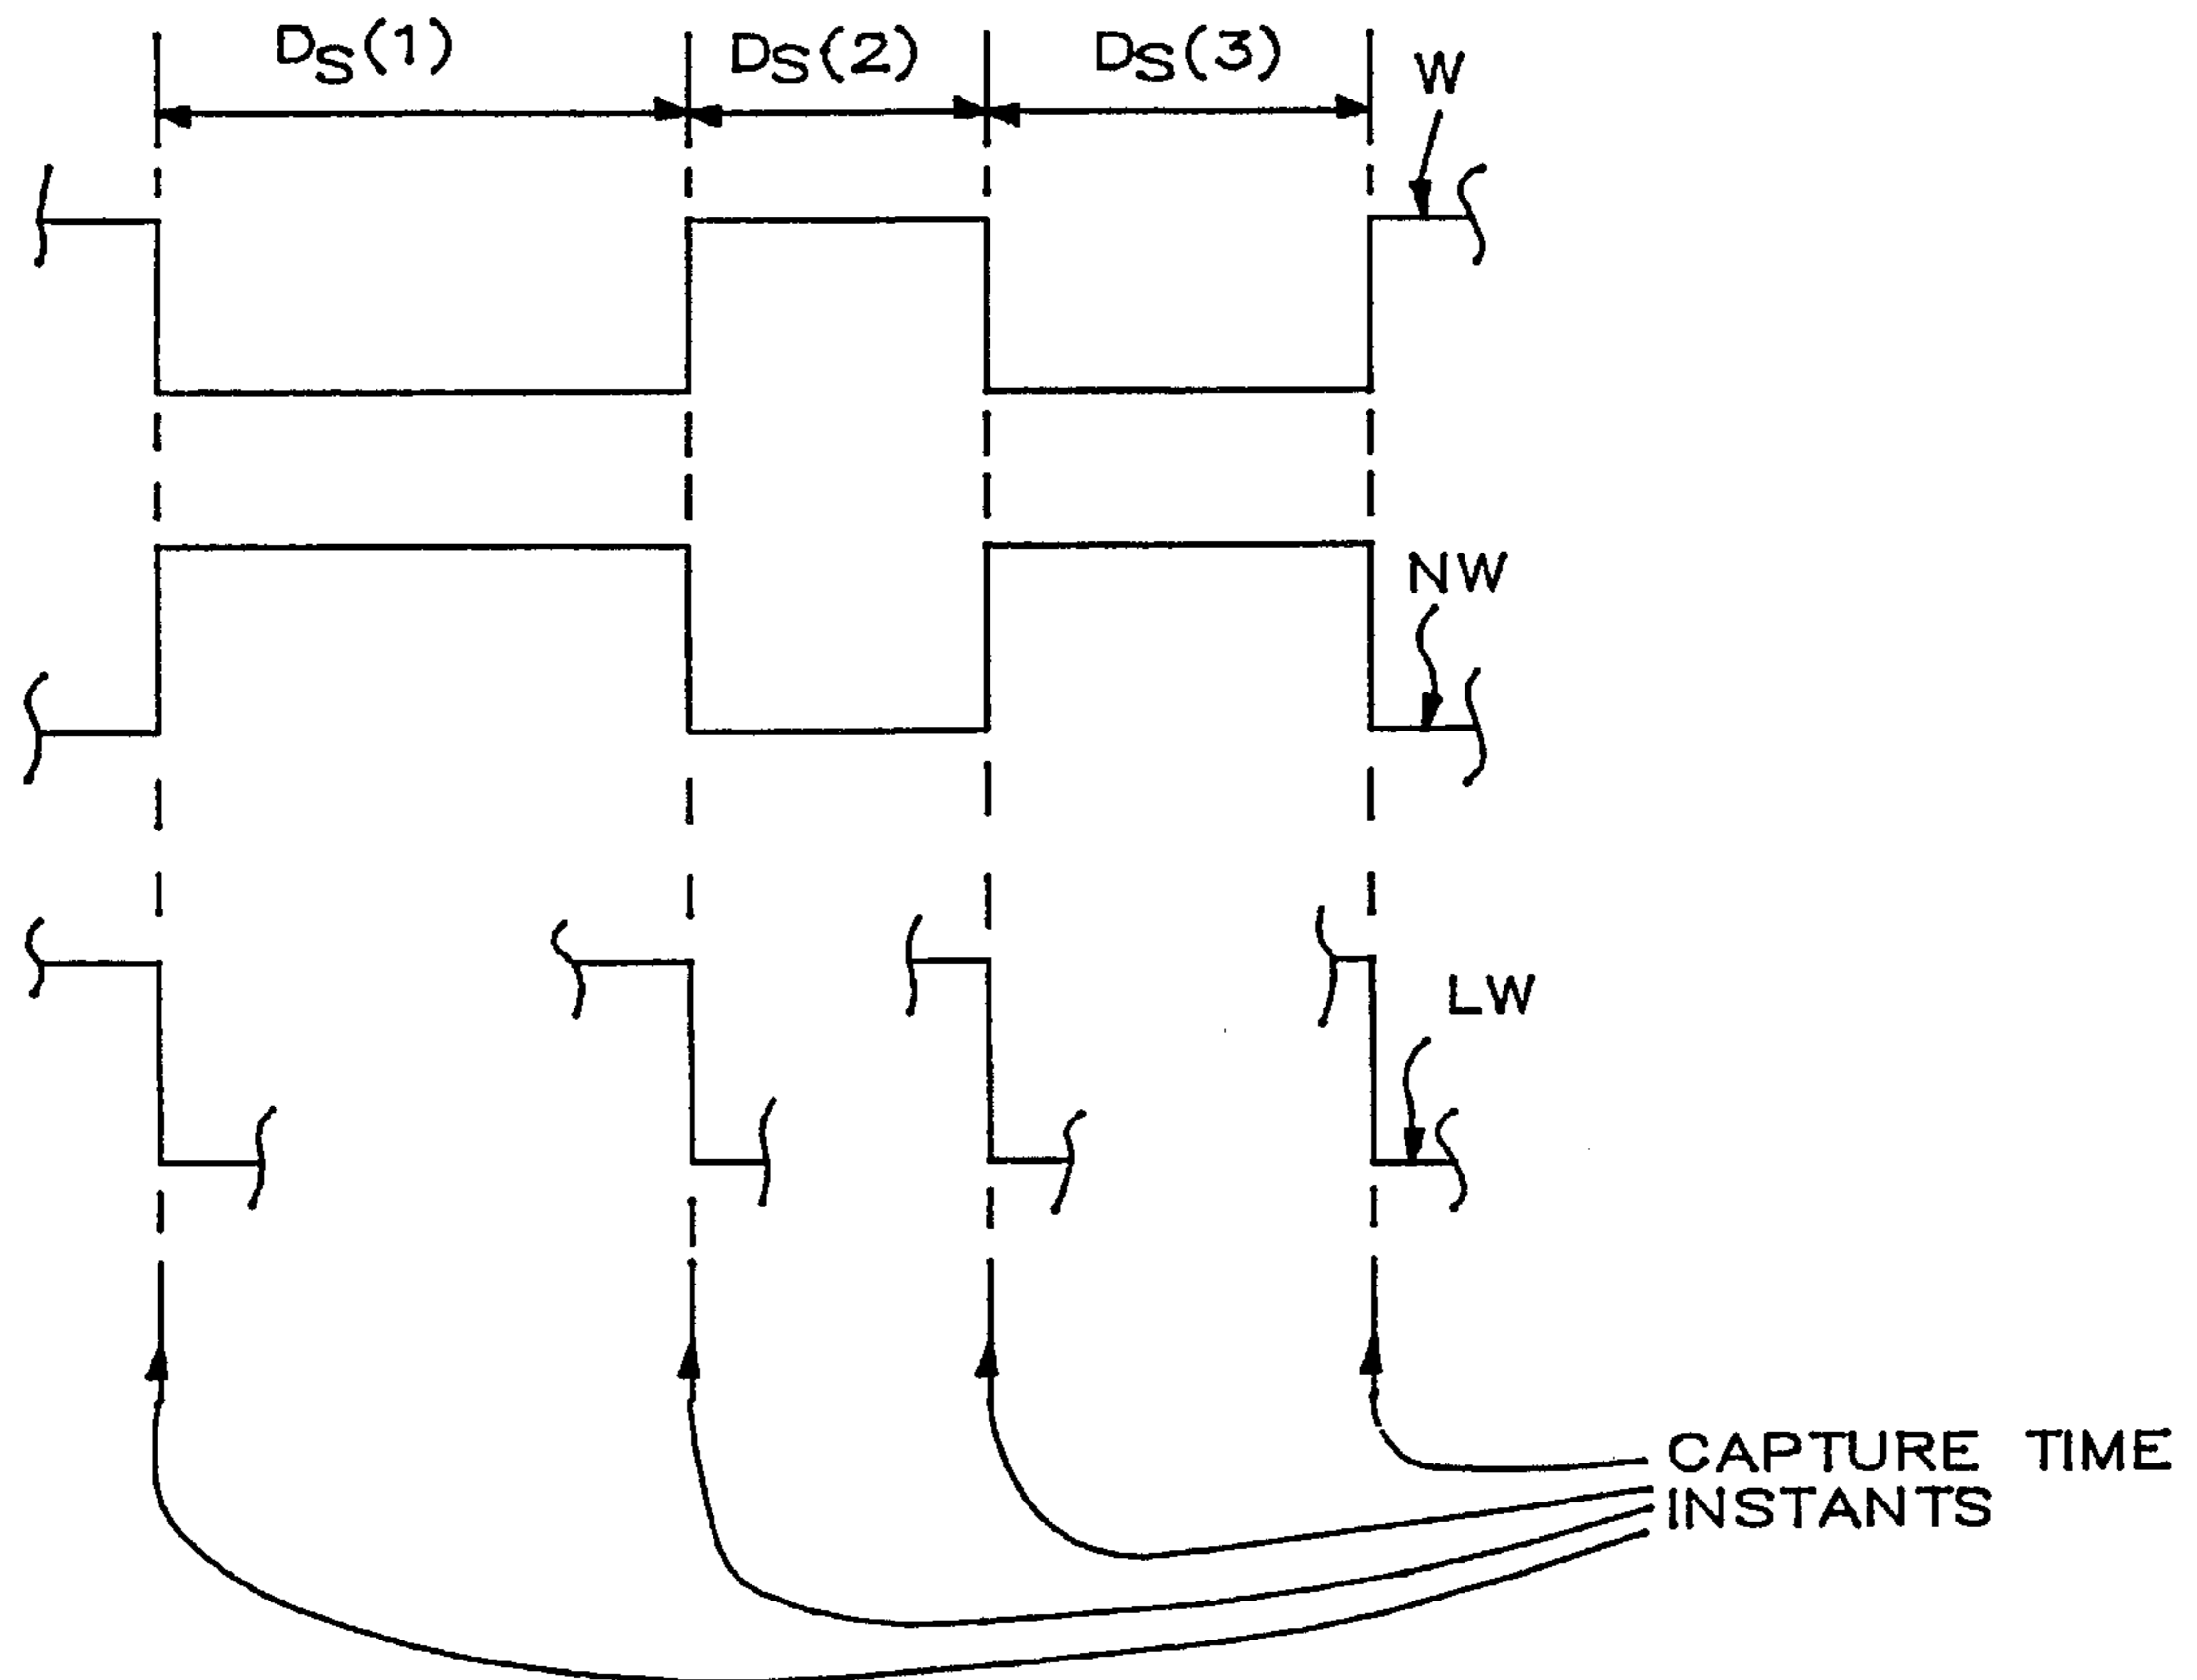 DS(1)
DS(2)
DS(3)
W
NW
LW
CAPTURE TIME
INSTANTS